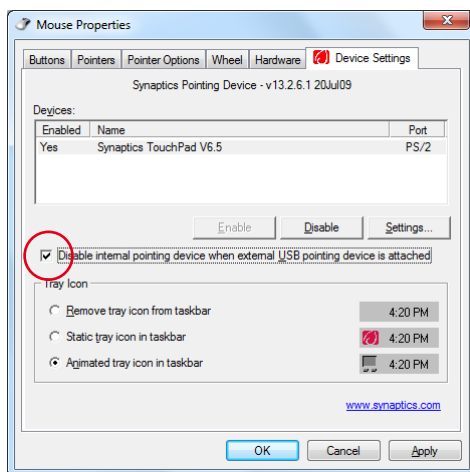 Mouse Properties
Buttons Pointers Pointer Options Wheel Hardware Device Settings
Synaptics Pointing Device - v13.2.6.1 20Jul09
Devices:
Enabled Name Port
Yes Synaptics TouchPad V6.5 PS/2
Enable Disable Settings...
Disable internal pointing device when external USB pointing device is attached
Tray Icon
Remove tray icon from taskbar 4:20 PM
Static tray icon in taskbar 4:20 PM
Animated tray icon in taskbar 4:20 PM
www.synaptics.com
OK Cancel Apply